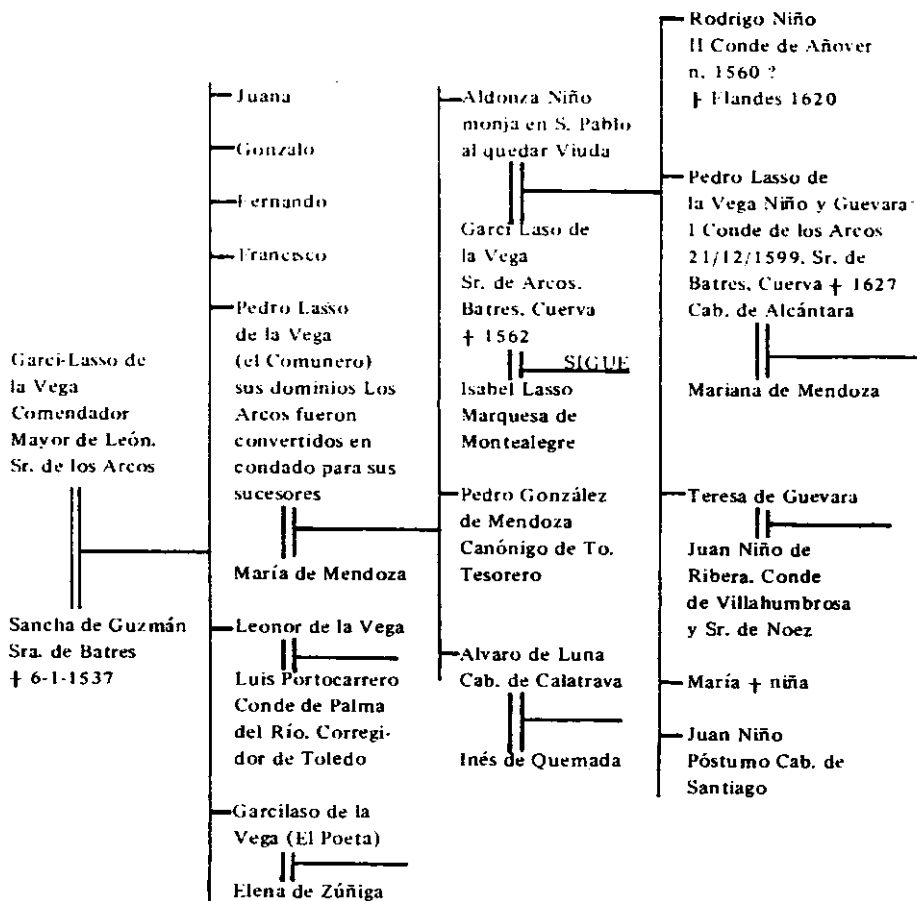 Garci-Lasso de
la Vega
Comendador
Mayor de León.
Sr. de los Arcos
Sancha de Guzmán
Sra. de Batres
† 6-1-1537
Juana
Gonzalo
Fernando
Francisco
Pedro Lasso
de la Vega
(el Comunero)
sus dominios Los
Arcos fueron
convertidos en
condado para sus
sucesores
María de Mendoza
Leonor de la Vega
Luis Portocarrero
Conde de Palma
del Río. Corregi-
dor de Toledo
Garcilaso de la
Vega (El Poeta)
Elena de Zúñiga
Aldonza Niño
monja en S. Pablo
al quedar Viuda
Garci Laso de
la Vega
Sr. de Arcos.
Batres. Cuerva
† 1562
SIGUE
Isabel Lasso
Marquesa de
Montealegre
Pedro González
de Mendoza
Canónigo de To.
Tesorero
Alvaro de Luna
Cab. de Calatrava
Inés de Quemada
Rodrigo Niño
II Conde de Añover
n. 1560 ?
† Flandes 1620
Pedro Lasso de
la Vega Niño y Guevara
I Conde de los Arcos
21/12/1599. Sr. de
Batres. Cuerva † 1627
Cab. de Alcántara
Mariana de Mendoza
Teresa de Guevara
Juan Niño de
Ribera. Conde
de Villahumbrosa
y Sr. de Noez
María † niña
Juan Niño
Póstumo Cab. de
Santiago